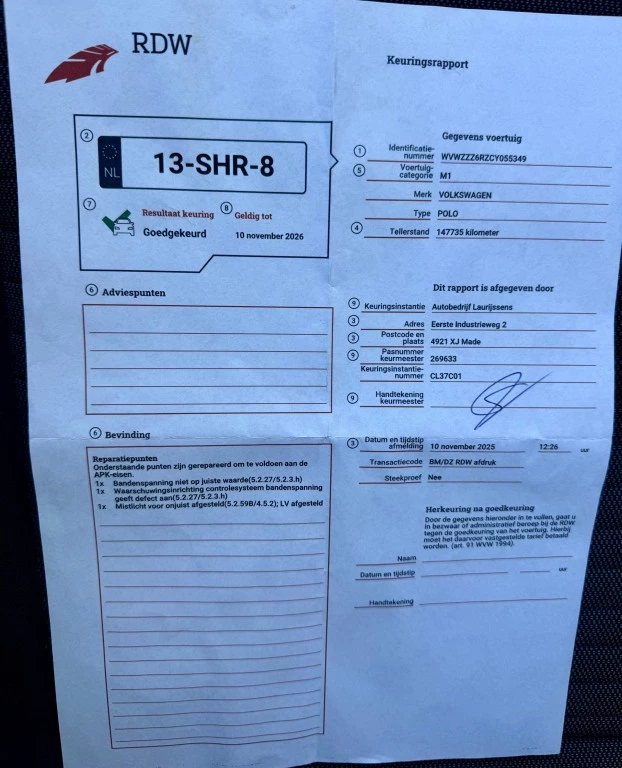 RDW
Keuringsrapport
2
NL
13-SHR-8
7
Resultaat keuring
Goedgekeurd
8
Geldig tot
10 november 2026
Gegevens voertuig
1 Identificatie-
nummer WVWZZZ6RZCY055349
5 Voertuig-
categorie M1
Merk VOLKSWAGEN
Type POLO
4 Tellerstand 147735 kilometer
6 Adviespunten
Dit rapport is afgegeven door
9 Keuringsinstantie Autobedrijf Laurijssens
3 Adres Eerste Industrieweg 2
3 Postcode en
plaats 4921 XJ Made
9 Pasnummer
keurmeester 269633
Keuringsinstantie-
nummer CL37C01
9 Handtekening
keurmeester
6 Bevinding
Reparatiepunten
Onderstaande punten zijn gerepareerd om te voldoen aan de
APK-eisen.
1x Bandenspanning niet op juiste waarde(5.2.27/5.2.3.h)
1x Waarschuwingsinrichting controlesysteem bandenspanning
geeft defect aan(5.2.27/5.2.3.h)
1x Mistlicht voor onjuist afgesteld(5.2.59B/4.5.2); LV afgesteld
3 Datum en tijdstip
afmelding 10 november 2025 12:26 uur
Transactiecode BM/DZ RDW afdruk
Steekproef Nee
Herkeuring na goedkeuring
Door de gegevens hieronder in te vullen, gaat u
in bezwaar of administratief beroep bij de RDW
tegen de goedkeuring van het voertuig. Hierbij
moet het daarvoor vastgestelde tarief betaald
worden. (art. 91 WVW 1994).
Naam
Datum en tijdstip uur
Handtekening